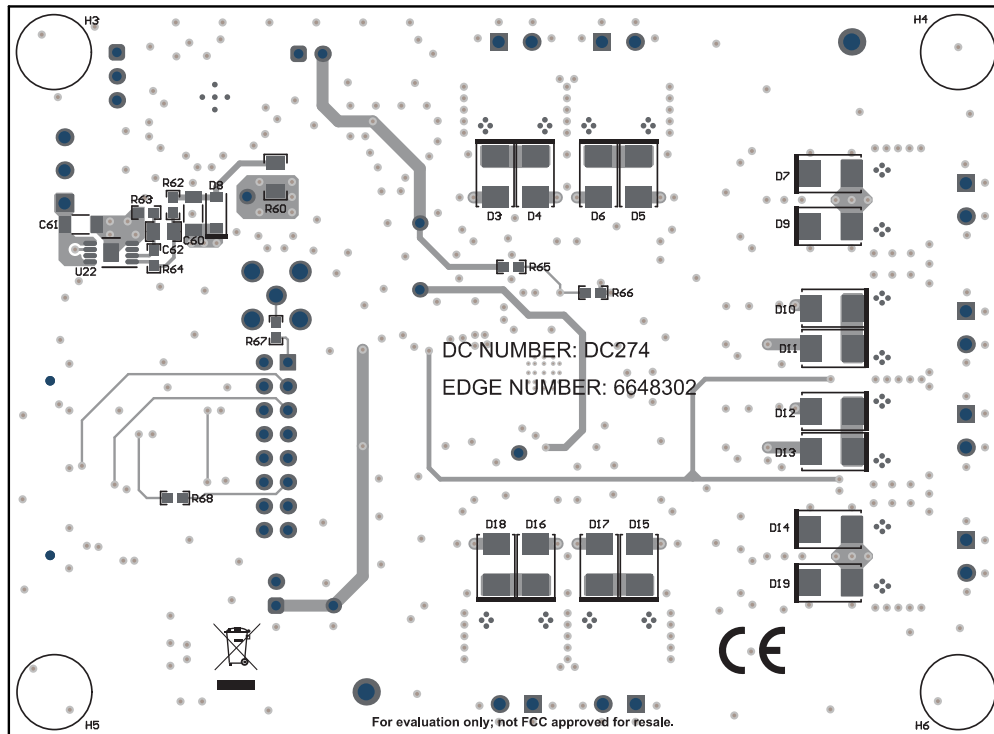 H3
H4
R62
D8
R63
R60
C61
C60
C62
U22
R64
D3
D4
D6
D5
D7
D9
R65
R66
R67
D10
D11
DC NUMBER: DC274
EDGE NUMBER: 6648302
D12
D13
R68
D18
D16
D17
D15
D14
D19
CE
H5
For evaluation only; not FCC approved for resale.
H6